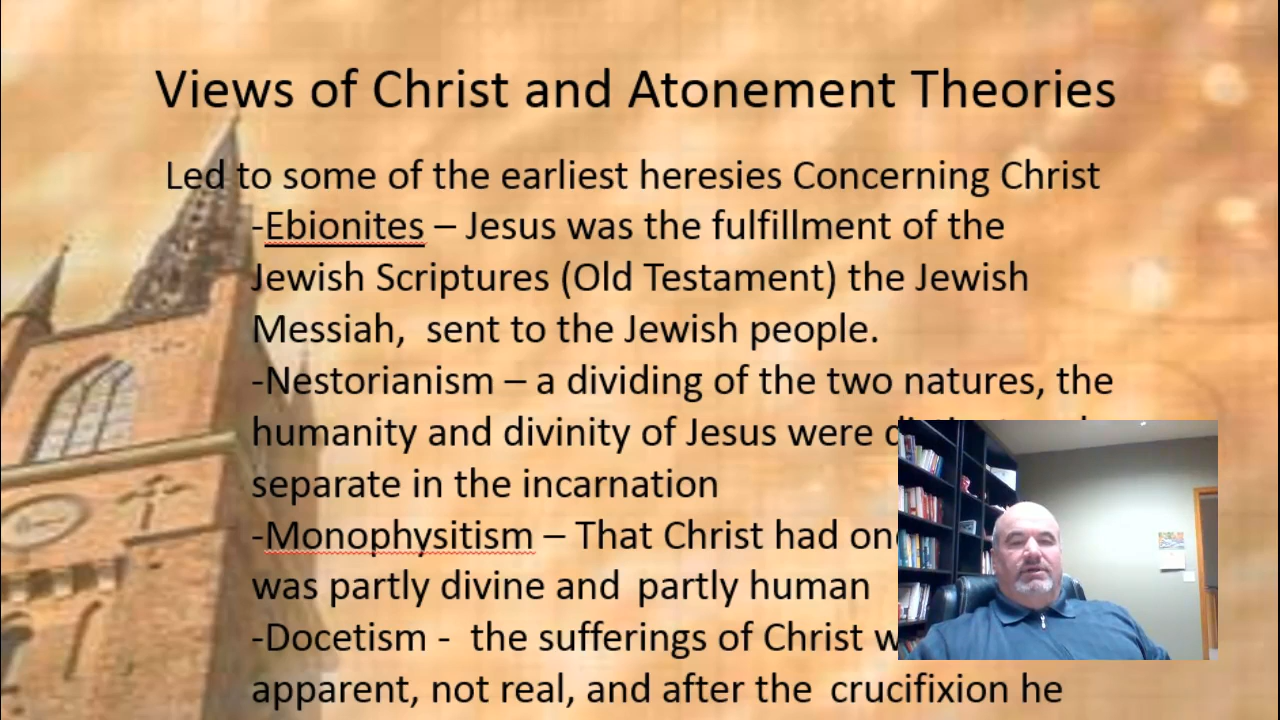 Views of Christ and Atonement Theories
Led to some of the earliest heresies Concerning Christ
-Ebionites – Jesus was the fulfillment of the
Jewish Scriptures (Old Testament) the Jewish
Messiah, sent to the Jewish people.
-Nestorianism – a dividing of the two natures, the
humanity and divinity of Jesus were
separate in the incarnation
-Monophysitism – That Christ had
was partly divine and partly human
-Docetism - the sufferings of Christ
apparent, not real, and after the crucifixion he